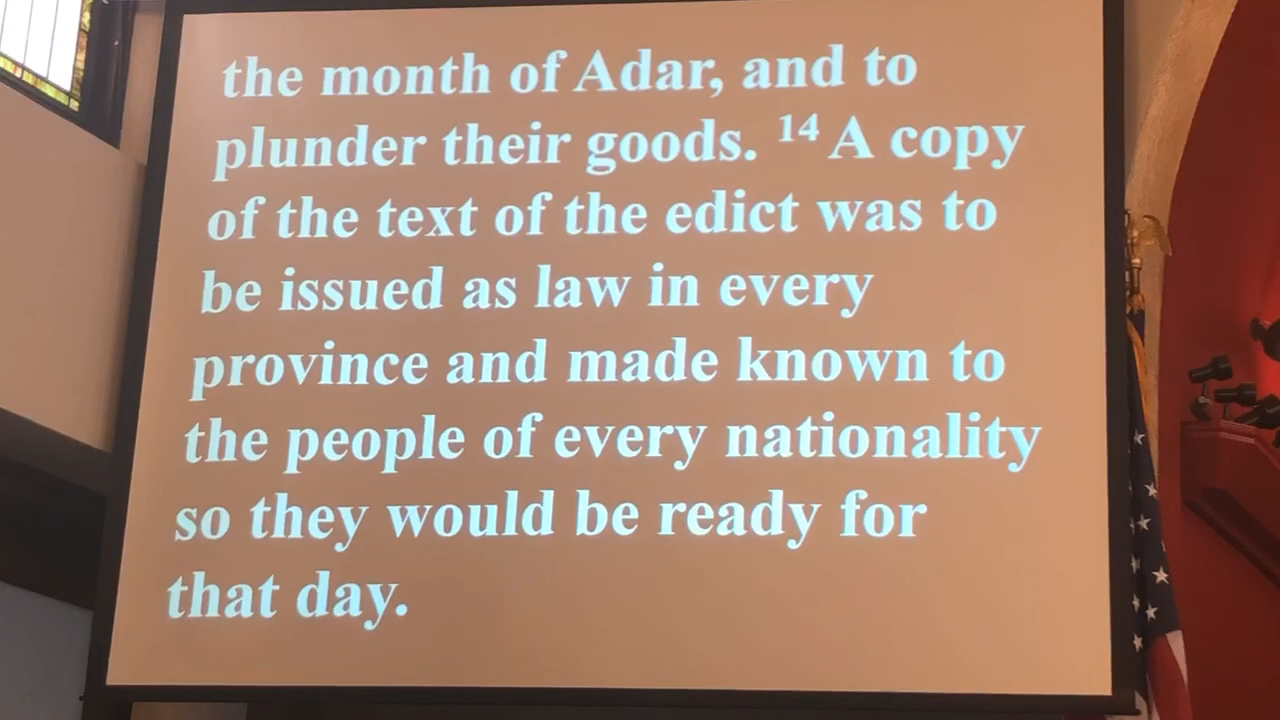 the month of Adar, and to
plunder their goods. 14 A copy
of the text of the edict was to
be issued as law in every
province and made known to
the people of every nationality
so they would be ready for
that day.